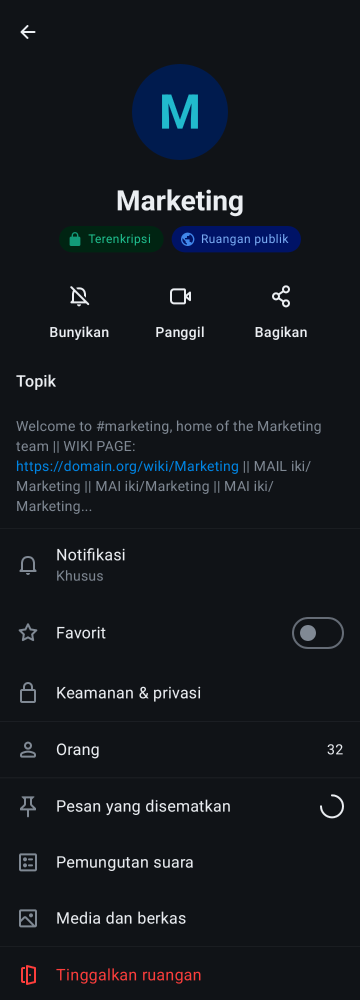 M
Marketing
Terenkripsi
Ruangan publik
Bunyikan
Panggil
Bagikan
Topik
Welcome to #marketing, home of the Marketing
team || WIKI PAGE:
https://domain.org/wiki/Marketing || MAIL iki/
Marketing || MAI iki/Marketing || MAI iki/
Marketing...
Notifikasi
Khusus
Favorit
Keamanan & privasi
Orang 32
Pesan yang disematkan
Pemungutan suara
Media dan berkas
Tinggalkan ruangan